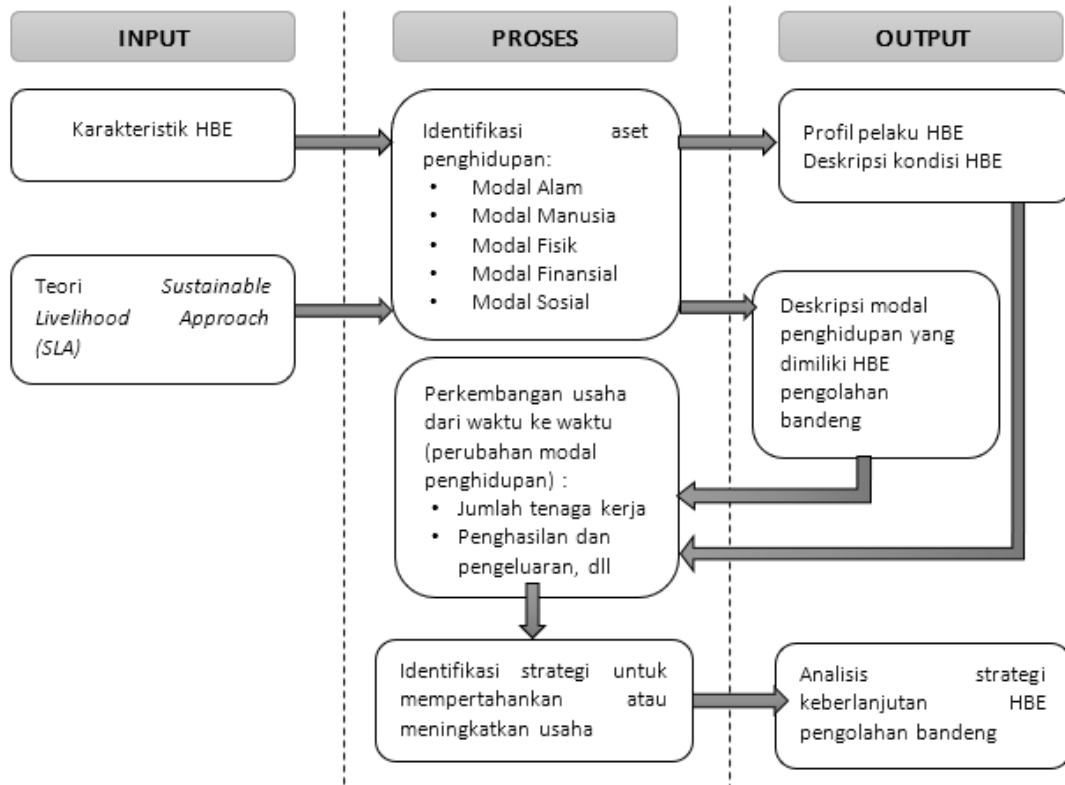 INPUT
PROSES
OUTPUT
Karakteristik HBE
Teori Sustainable
Livelihood Approach
(SLA)
Identifikasi aset
penghidupan:
• Modal Alam
• Modal Manusia
• Modal Fisik
• Modal Finansial
• Modal Sosial
Profil pelaku HBE
Deskripsi kondisi HBE
Deskripsi modal
penghidupan yang
dimiliki HBE
pengolahan
bandeng
Perkembangan usaha
dari waktu ke waktu
(perubahan modal
penghidupan) :
• Jumlah tenaga kerja
• Penghasilan dan
pengeluaran, dll
Identifikasi strategi untuk
mempertahankan atau
meningkatkan usaha
Analisis strategi
keberlanjutan HBE
pengolahan bandeng